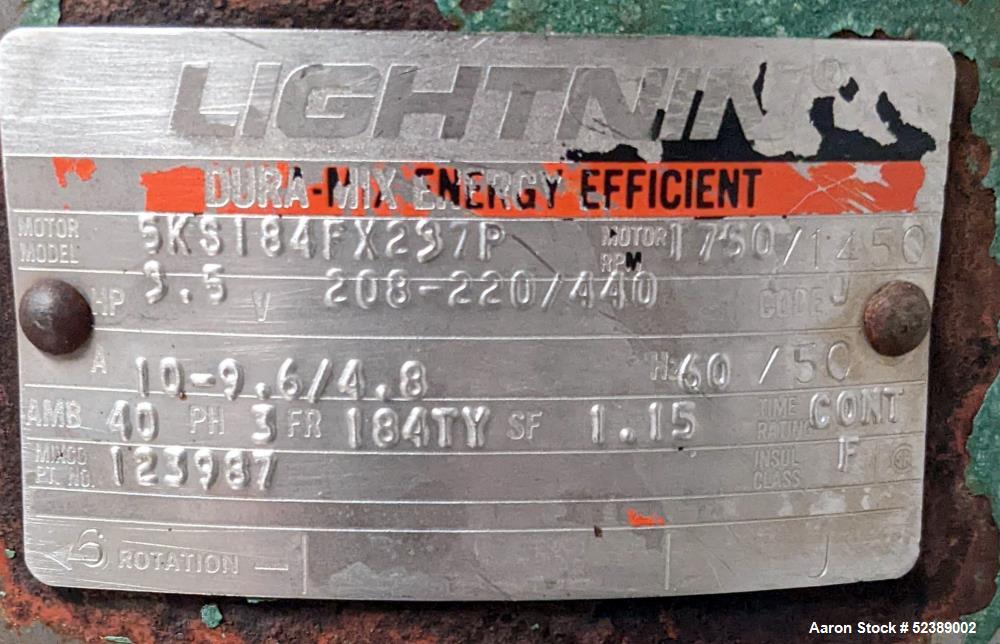 LIGHTNIN®
DURA-MIX ENERGY EFFICIENT
MOTOR MODEL 5KS184FX297P MOTOR RPM 1750/1450
HP 3.5 V 208-220/440 CODE J
A 10-9.6/4.8 Hz 60 / 50
AMB 40 PH 3 FR 184TY SF 1.15 TIME RATING CONT
MIXCO PT. NO. 123987 INSUL CLASS F
ROTATION
Aaron Stock # 52389002